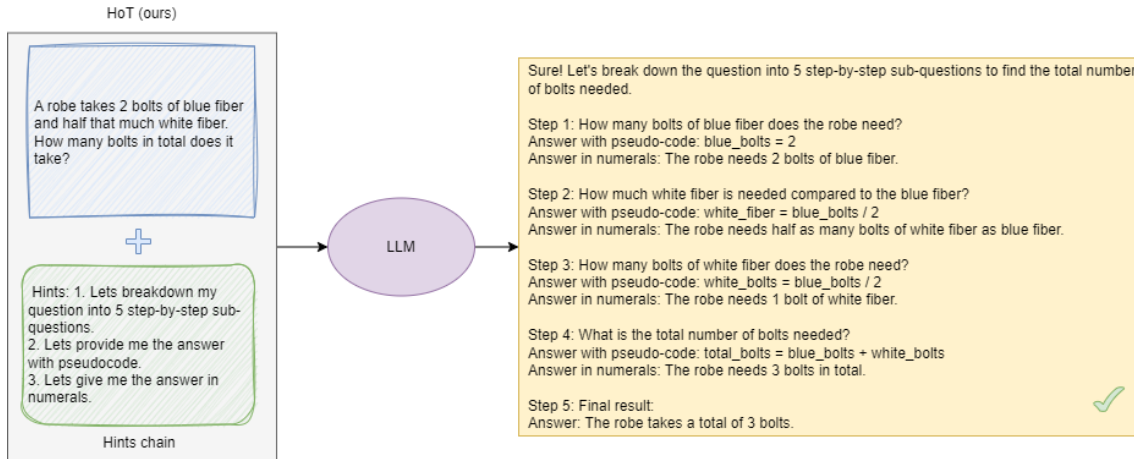 HoT (ours)
A robe takes 2 bolts of blue fiber
and half that much white fiber.
How many bolts in total does it
take?
Hints: 1. Lets breakdown my
question into 5 step-by-step sub-
questions.
2. Lets provide me the answer
with pseudocode.
3. Lets give me the answer in
numerals.
Hints chain
LLM
Sure! Let's break down the question into 5 step-by-step sub-questions to find the total number
of bolts needed.
Step 1: How many bolts of blue fiber does the robe need?
Answer with pseudo-code: blue_bolts = 2
Answer in numerals: The robe needs 2 bolts of blue fiber.
Step 2: How much white fiber is needed compared to the blue fiber?
Answer with pseudo-code: white_fiber = blue_bolts / 2
Answer in numerals: The robe needs half as many bolts of white fiber as blue fiber.
Step 3: How many bolts of white fiber does the robe need?
Answer with pseudo-code: white_bolts = blue_bolts / 2
Answer in numerals: The robe needs 1 bolt of white fiber.
Step 4: What is the total number of bolts needed?
Answer with pseudo-code: total_bolts = blue_bolts + white_bolts
Answer in numerals: The robe needs 3 bolts in total.
Step 5: Final result:
Answer: The robe takes a total of 3 bolts.